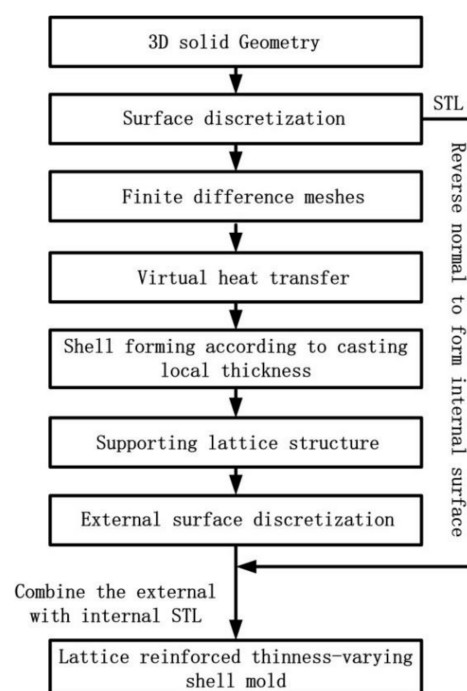 3D solid Geometry
Surface discretization
STL
Reverse normal to form internal surface
Finite difference meshes
Virtual heat transfer
Shell forming according to casting
local thickness
Supporting lattice structure
External surface discretization
Combine the external
with internal STL
Lattice reinforced thinness-varying
shell mold